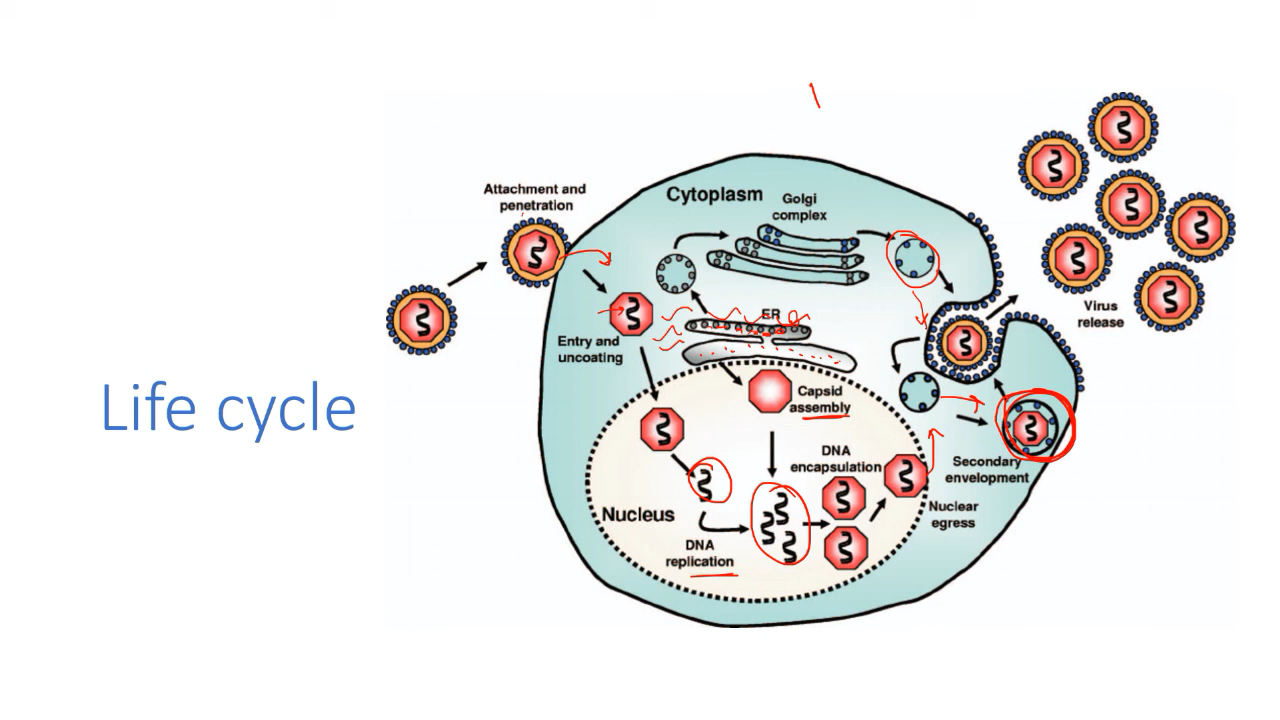 Life cycle
Attachment and
penetration
Cytoplasm
Golgi
complex
ER
Entry and
uncoating
Capsid
assembly
DNA
encapsulation
Nucleus
DNA
replication
Nuclear
egress
Secondary
envelopment
Virus
release